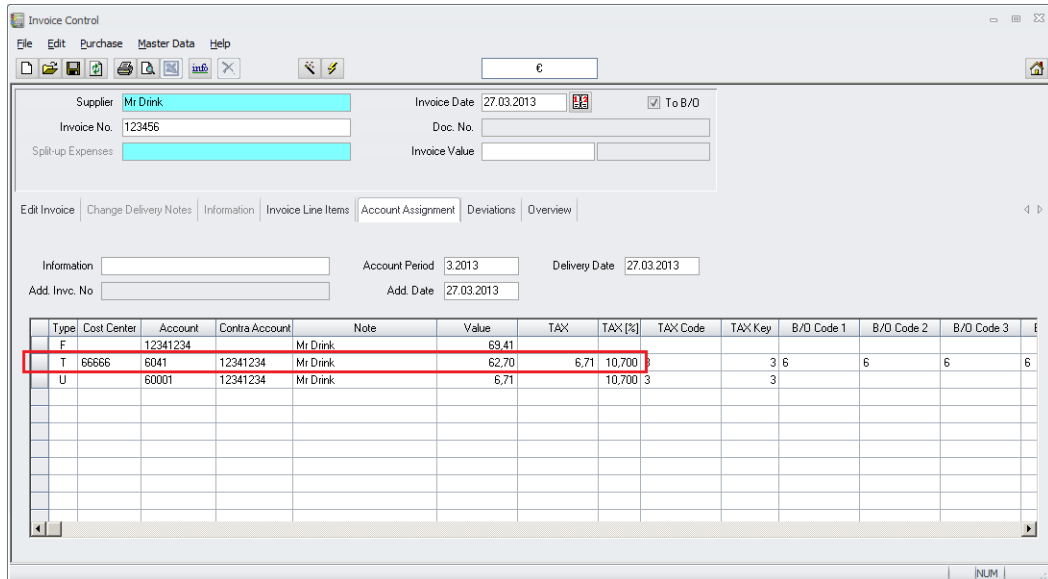 Invoice Control
File Edit Purchase Master Data Help
info €
Supplier Mr Drink Invoice Date 27.03.2013 To B/O
Invoice No. 123456 Doc. No.
Split-up Expenses Invoice Value
Edit Invoice Change Delivery Notes Information Invoice Line Items Account Assignment Deviations Overview
Information Account Period 3.2013 Delivery Date 27.03.2013
Add. Invc. No Add. Date 27.03.2013
Type Cost Center Account Contra Account Note Value TAX TAX [%] TAX Code TAX Key B/O Code 1 B/O Code 2 B/O Code 3
F 12341234 Mr Drink 69,41
T 66666 6041 12341234 Mr Drink 62,70 6,71 10,700 3 3 6 6 6 6
U 60001 12341234 Mr Drink 6,71 10,700 3 3
NUM